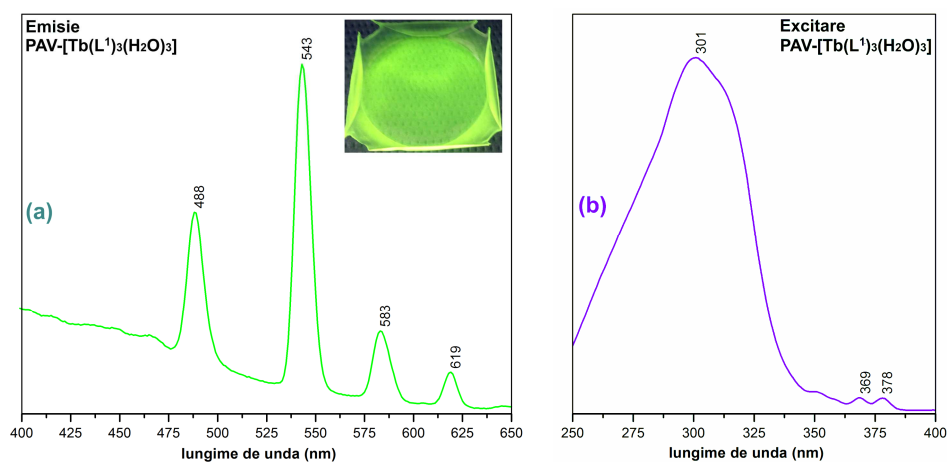 Emisie
PAV-[Tb(L¹)₃(H₂O)₃]
543
488
583
619
(a)
400 425 450 475 500 525 550 575 600 625 650
lungime de unda (nm)
Excitare
PAV-[Tb(L¹)₃(H₂O)₃]
301
(b)
369
378
250 275 300 325 350 375 400
lungime de unda (nm)